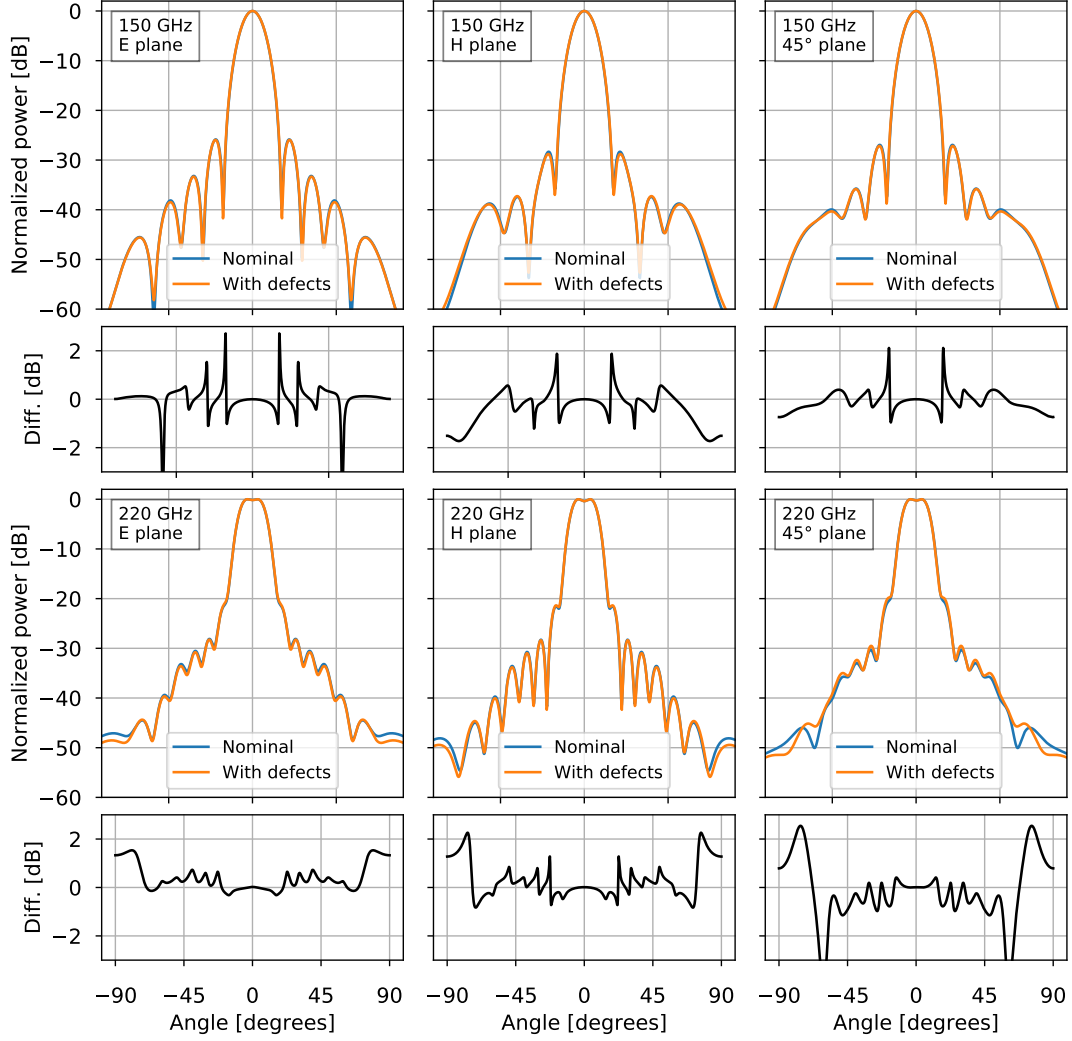 150 GHz
E plane
150 GHz
H plane
150 GHz
45° plane
Normalized power [dB]
0
−10
−20
−30
−40
−50
−60
Nominal
With defects
Nominal
With defects
Nominal
With defects
Diff. [dB]
2
0
−2
220 GHz
E plane
220 GHz
H plane
220 GHz
45° plane
Normalized power [dB]
0
−10
−20
−30
−40
−50
−60
Nominal
With defects
Nominal
With defects
Nominal
With defects
Diff. [dB]
2
0
−2
−90 −45 0 45 90
−90 −45 0 45 90
−90 −45 0 45 90
Angle [degrees]
Angle [degrees]
Angle [degrees]